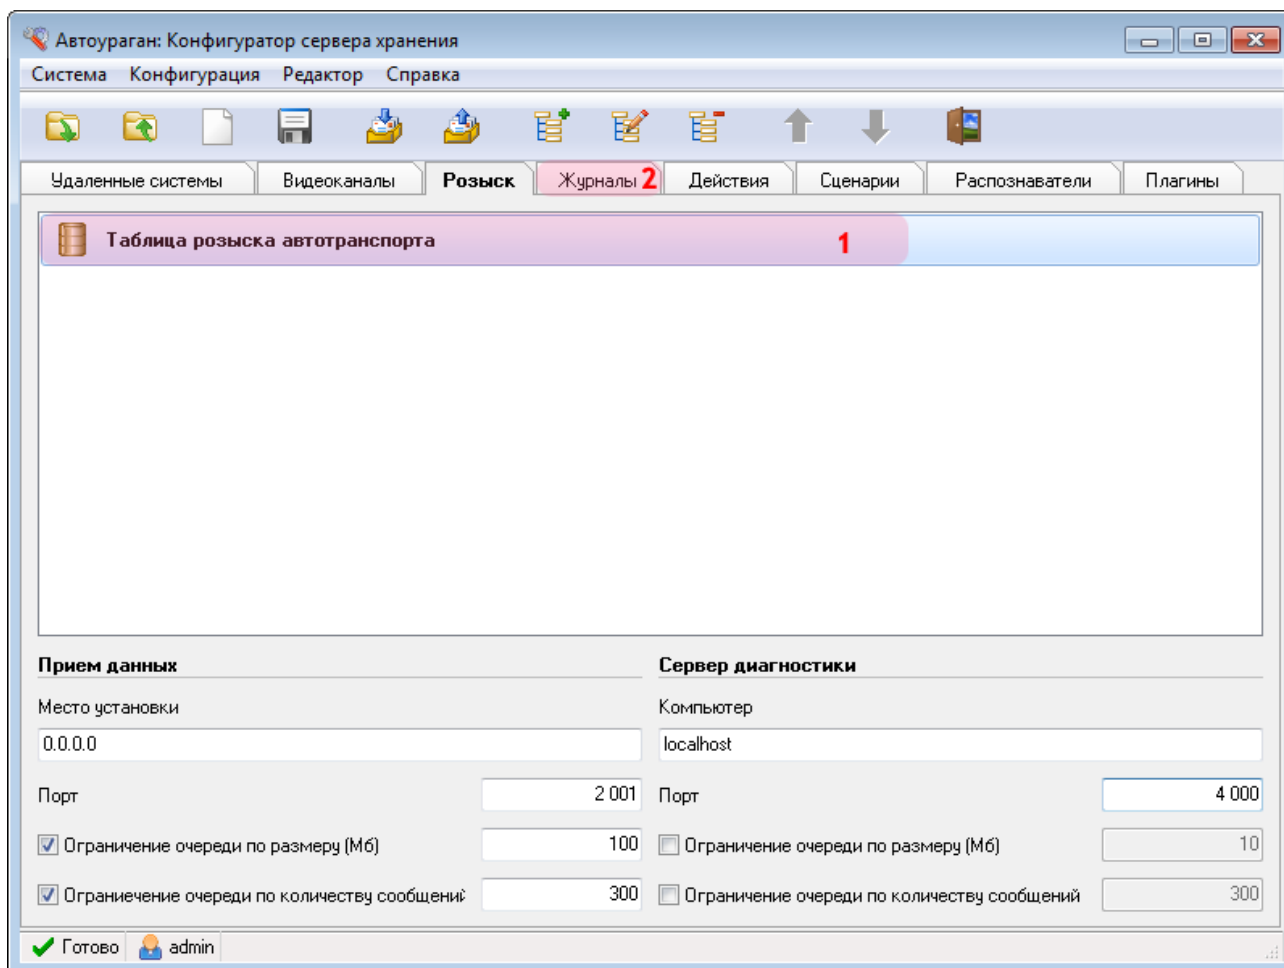 Автоураган: Конфигуратор сервера хранения
Система Конфигурация Редактор Справка
Удаленные системы Видеоканалы Розыск Журналы 2 Действия Сценарии Распознаватели Плагины
Таблица розыска автотранспорта 1
Прием данных Сервер диагностики
Место установки Компьютер
0.0.0.0 localhost
Порт 2 001 Порт 4 000
Ограничение очереди по размеру (Мб) 100 Ограничение очереди по размеру (Мб) 10
Ограниечение очереди по количеству сообщений 300 Ограничение очереди по количеству сообщений 300
Готово admin